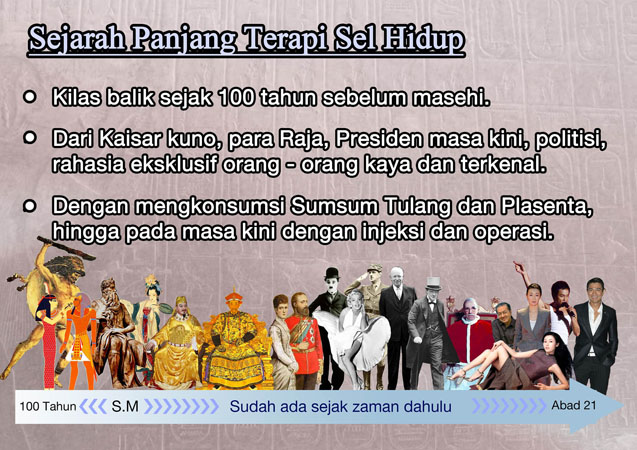 Sejarah Panjang Terapi Sel Hidup
Kilas balik sejak 100 tahun sebelum masehi.
Dari Kaisar kuno, para Raja, Presiden masa kini, politisi,
rahasia eksklusif orang - orang kaya dan terkenal.
Dengan mengkonsumsi Sumsum Tulang dan Plasenta,
hingga pada masa kini dengan injeksi dan operasi.
100 Tahun S.M Sudah ada sejak zaman dahulu Abad 21